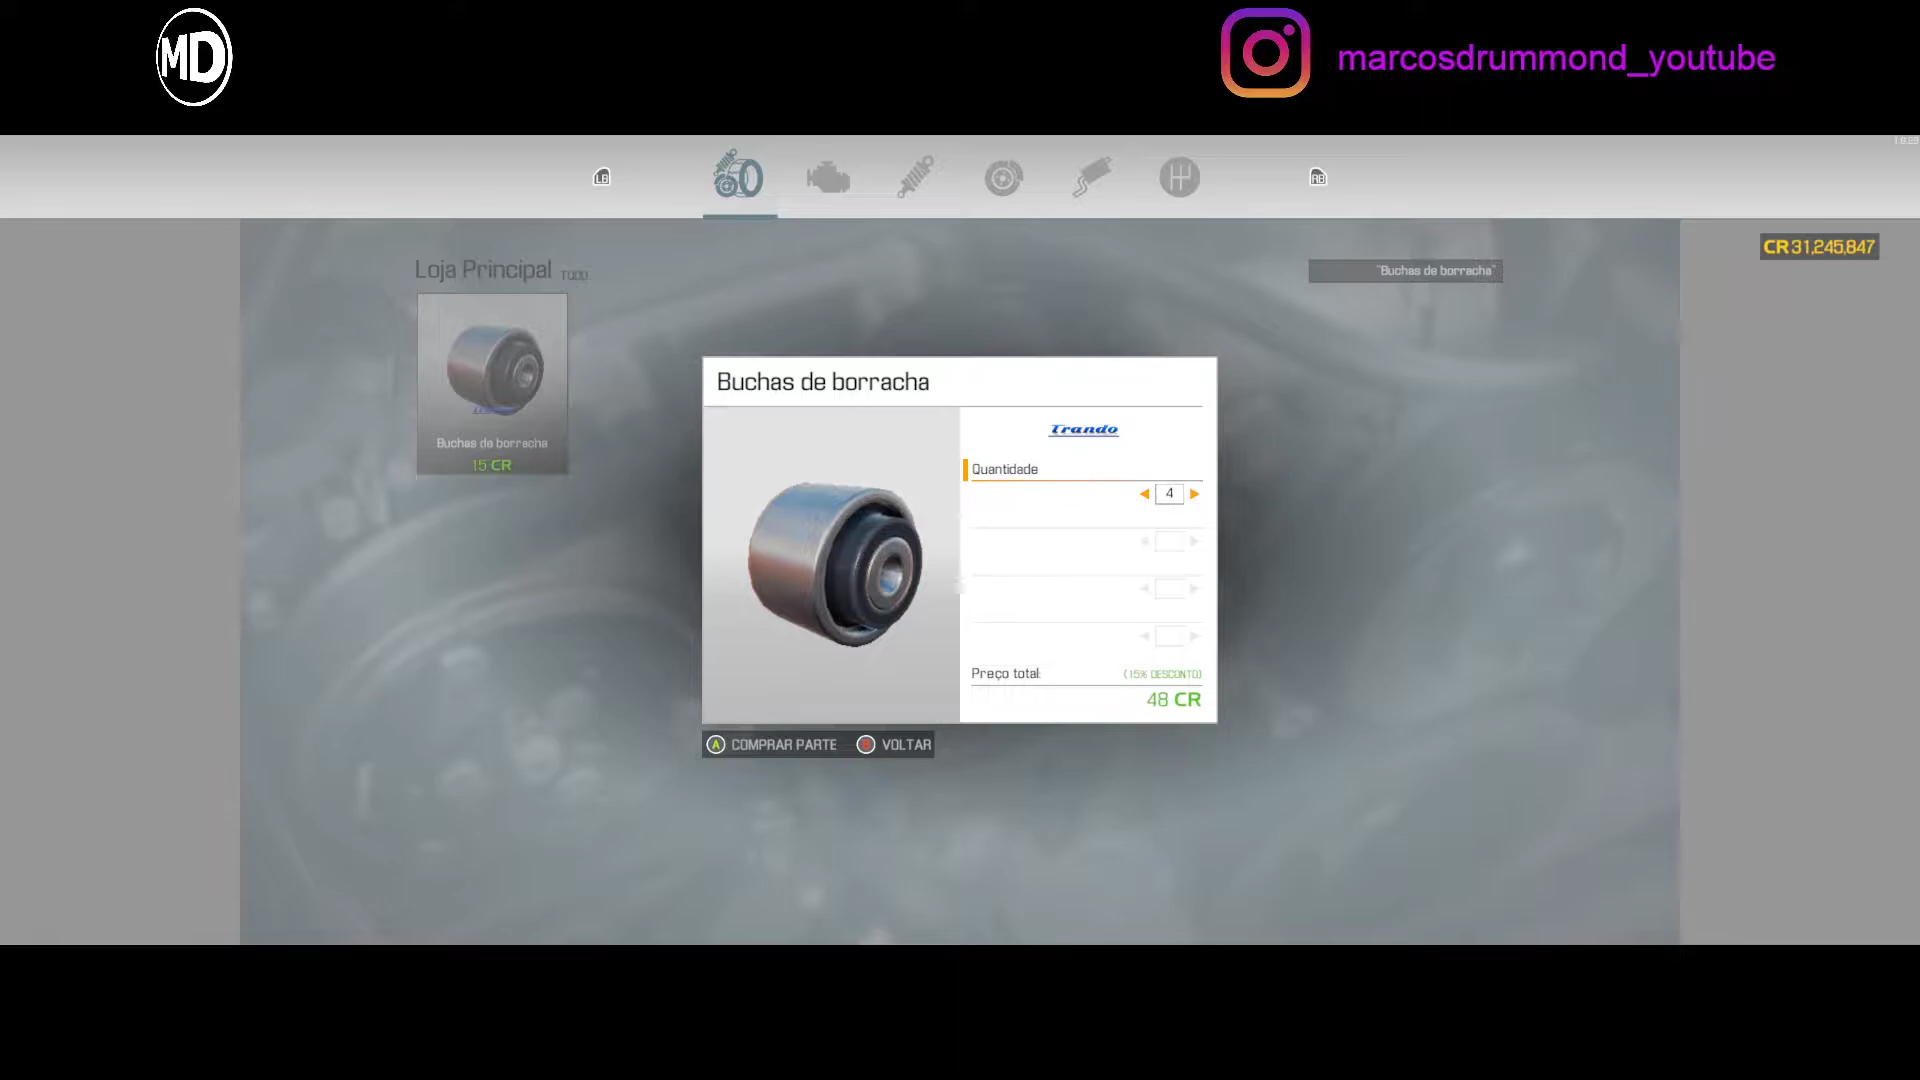 MD
marcosdrummond_youtube
LB
RB
CR 31,245,847
Loja Principal TODO
"Buchas de borracha"
Buchas de borracha
15 CR
Buchas de borracha
Trando
Quantidade
4
Preço total: (15% DESCONTO)
48 CR
A COMPRAR PARTE B VOLTAR